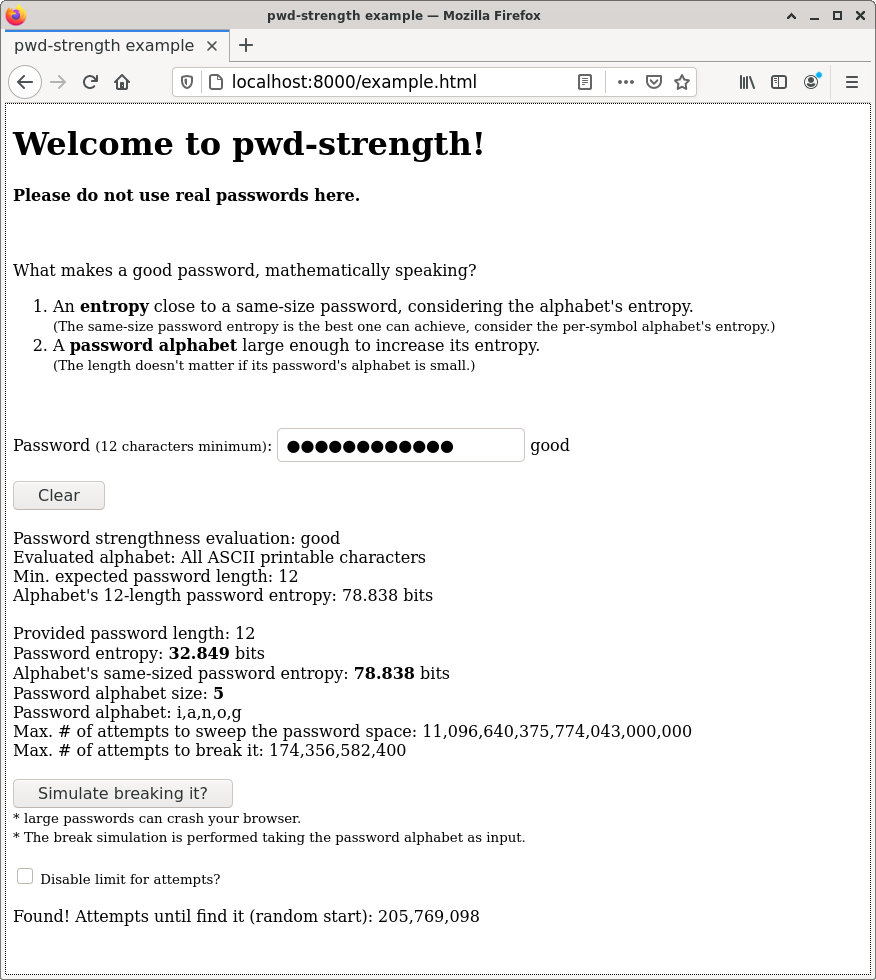 pwd-strength example — Mozilla Firefox
pwd-strength example
localhost:8000/example.html
Welcome to pwd-strength!
Please do not use real passwords here.
What makes a good password, mathematically speaking?
1. An entropy close to a same-size password, considering the alphabet's entropy.
(The same-size password entropy is the best one can achieve, consider the per-symbol alphabet's entropy.)
2. A password alphabet large enough to increase its entropy.
(The length doesn't matter if its password's alphabet is small.)
Password (12 characters minimum): ●●●●●●●●●●●● good
Clear
Password strengthness evaluation: good
Evaluated alphabet: All ASCII printable characters
Min. expected password length: 12
Alphabet's 12-length password entropy: 78.838 bits
Provided password length: 12
Password entropy: 32.849 bits
Alphabet's same-sized password entropy: 78.838 bits
Password alphabet size: 5
Password alphabet: i,a,n,o,g
Max. # of attempts to sweep the password space: 11,096,640,375,774,043,000,000
Max. # of attempts to break it: 174,356,582,400
Simulate breaking it?
* large passwords can crash your browser.
* The break simulation is performed taking the password alphabet as input.
Disable limit for attempts?
Found! Attempts until find it (random start): 205,769,098